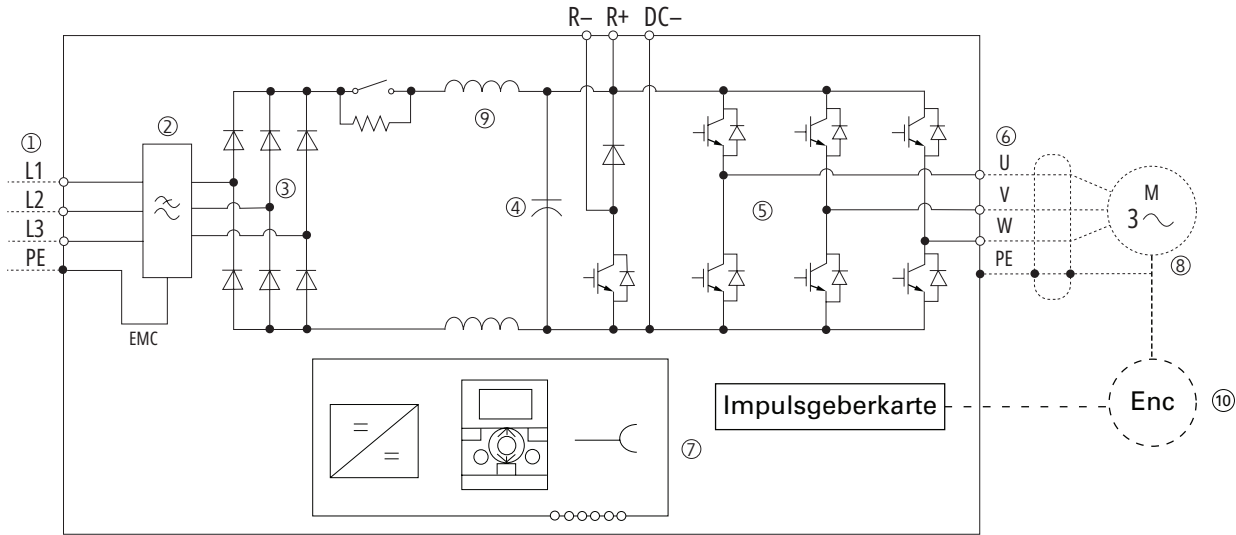 R– R+ DC–
①
②
L1
L2
L3
PE
EMC
③
⑨
④
⑤
⑥
U
V
W
PE
M
3
⑧
Impulsgeberkarte
Enc
⑩
=
=
⑦